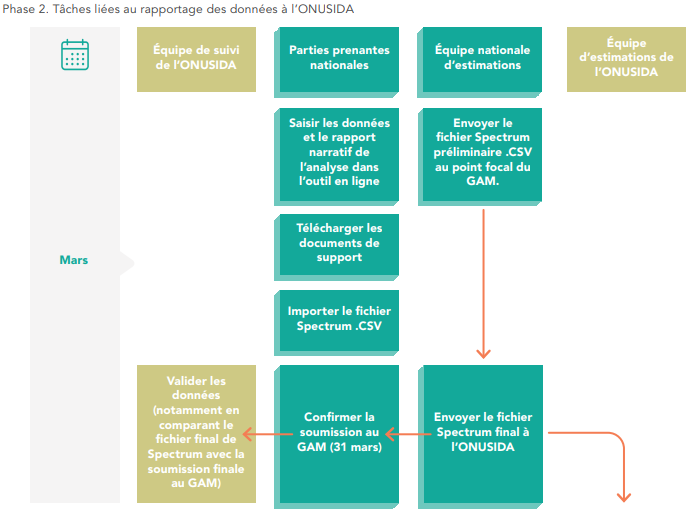 Phase 2. Tâches liées au rapportage des données à l'ONUSIDA
Équipe de suivi
de l'ONUSIDA
Parties prenantes
nationales
Équipe nationale
d'estimations
Équipe
d'estimations de
l'ONUSIDA
Mars
Saisir les données
et le rapport
narratif de
l'analyse dans
l'outil en ligne
Envoyer le
fichier Spectrum
préliminaire .CSV
au point focal du
GAM.
Télécharger les
documents de
support
Importer le fichier
Spectrum .CSV
Valider les
données
(notamment en
comparant le
fichier final de
Spectrum avec la
soumission finale
au GAM)
Confirmer la
soumission au
GAM (31 mars)
Envoyer le fichier
Spectrum final à
l'ONUSIDA